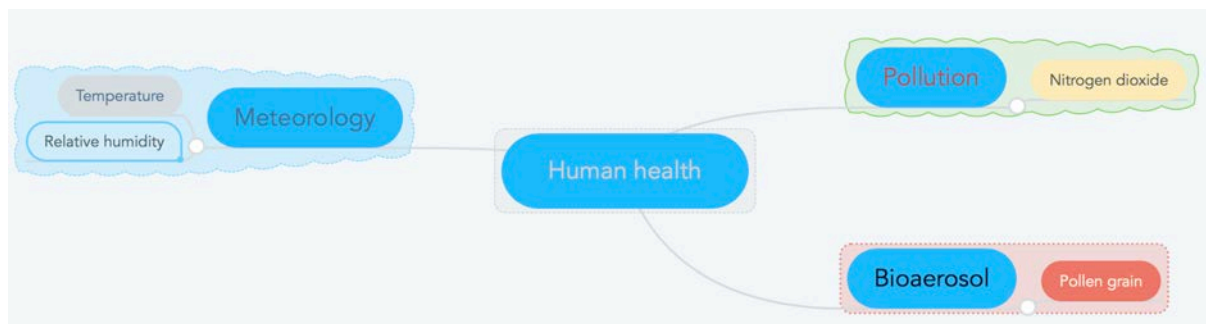 Temperature
Relative humidity
Meteorology
Human health
Pollution
Nitrogen dioxide
Bioaerosol
Pollen grain